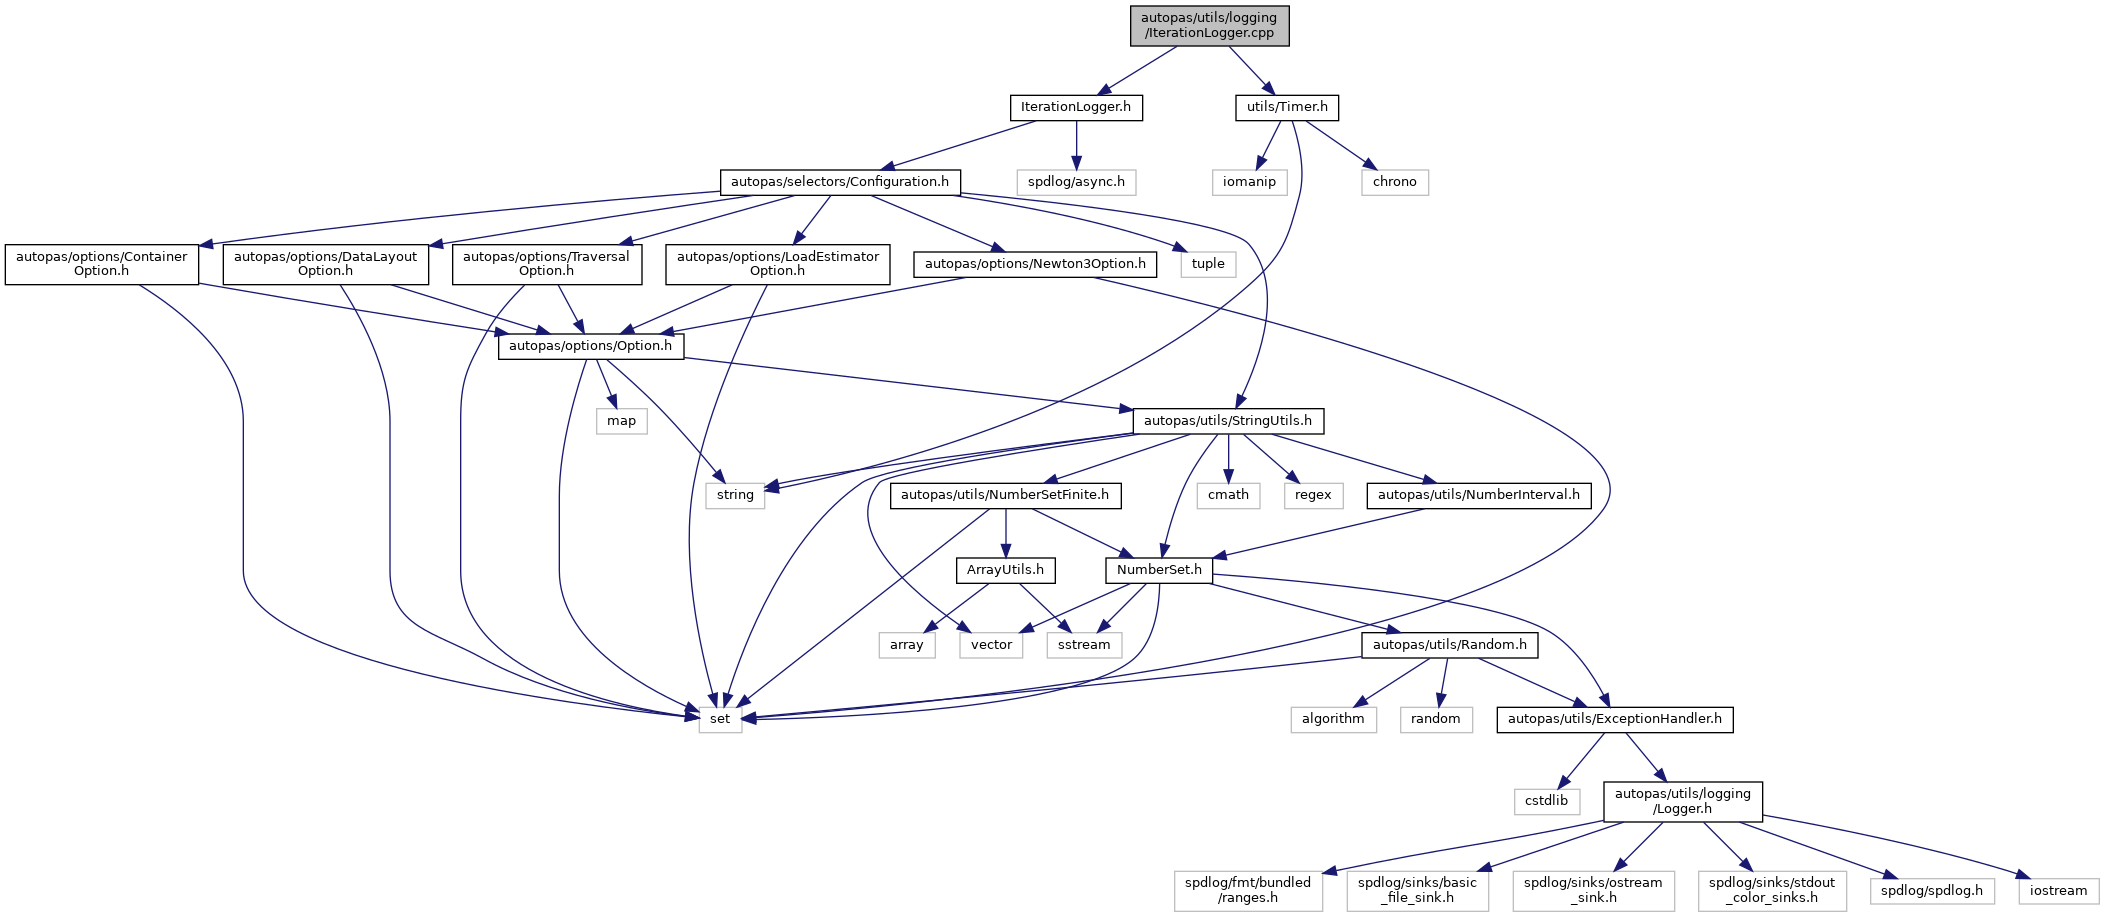 autopas/utils/logging
/IterationLogger.cpp
IterationLogger.h
utils/Timer.h
autopas/selectors/Configuration.h
spdlog/async.h
iomanip
chrono
autopas/options/Container
Option.h
autopas/options/DataLayout
Option.h
autopas/options/Traversal
Option.h
autopas/options/LoadEstimator
Option.h
autopas/options/Newton3Option.h
tuple
autopas/options/Option.h
map
autopas/utils/StringUtils.h
string
autopas/utils/NumberSetFinite.h
cmath
regex
autopas/utils/NumberInterval.h
ArrayUtils.h
NumberSet.h
array
vector
sstream
autopas/utils/Random.h
set
algorithm
random
autopas/utils/ExceptionHandler.h
cstdlib
autopas/utils/logging
/Logger.h
spdlog/fmt/bundled
/ranges.h
spdlog/sinks/basic
_file_sink.h
spdlog/sinks/ostream
_sink.h
spdlog/sinks/stdout
_color_sinks.h
spdlog/spdlog.h
iostream